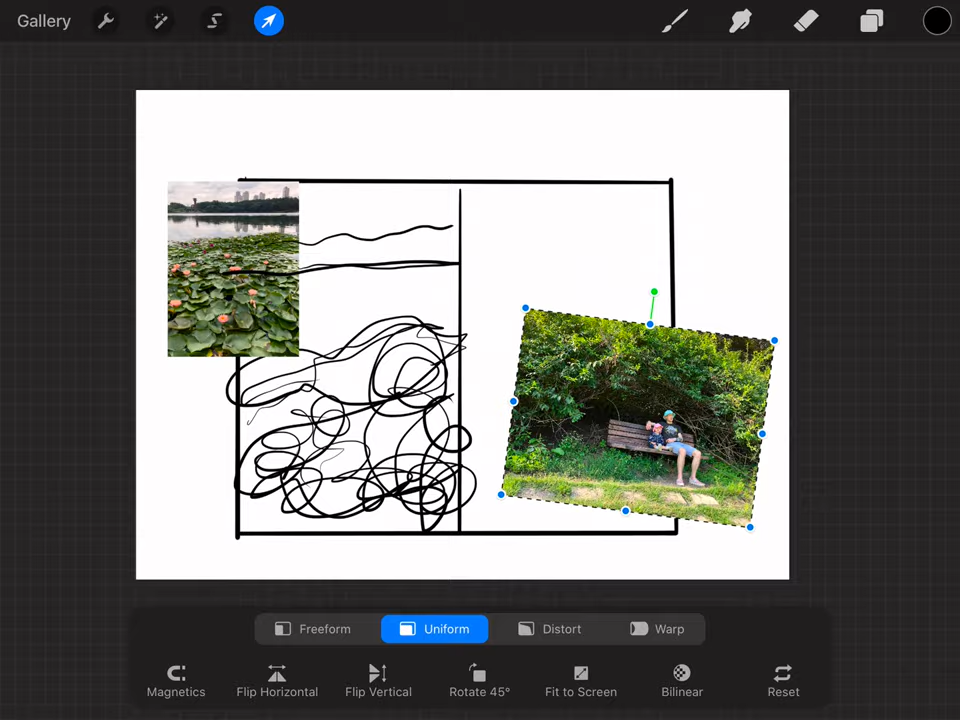 Gallery
Freeform Uniform Distort Warp
Magnetics Flip Horizontal Flip Vertical Rotate 45° Fit to Screen Bilinear Reset